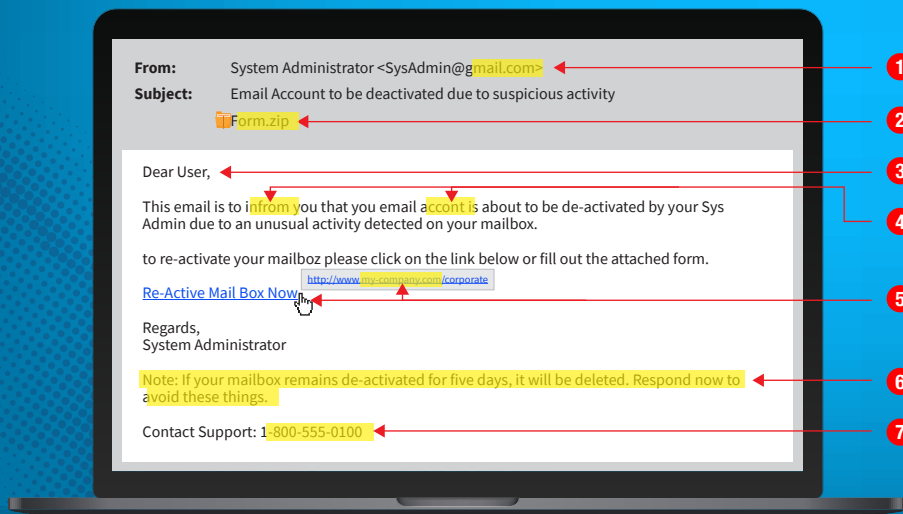 From: System Administrator <SysAdmin@gmail.com>
1
Subject: Email Account to be deactivated due to suspicious activity
Form.zip
2
Dear User,
3
This email is to infrom you that you email accont is about to be de-activated by your Sys
Admin due to an unusual activity detected on your mailbox.
4
to re-activate your mailboz please click on the link below or fill out the attached form.
http://www.my-company.com/corporate
Re-Active Mail Box Now
5
Regards,
System Administrator
Note: If your mailbox remains de-activated for five days, it will be deleted. Respond now to
avoid these things.
6
Contact Support: 1-800-555-0100
7